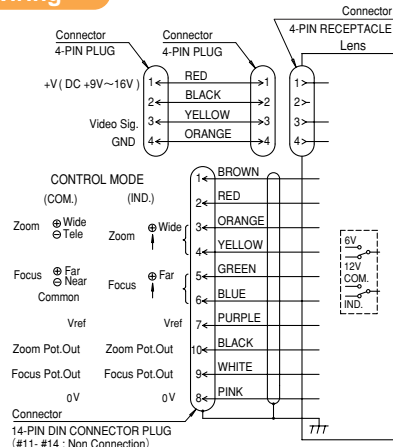 Connector
4-PIN RECEPTACLE
Lens
Connector
4-PIN PLUG
Connector
4-PIN PLUG
+V ( DC +9V～16V ) 1 RED 1 1
2 BLACK 2 2
Video Sig. 3 YELLOW 3 3
GND 4 ORANGE 4 4
CONTROL MODE
(COM.) (IND.)
1 BROWN
2 RED
Zoom ⊕ Wide
⊖ Tele
Zoom ⊕ Wide
3 ORANGE
4 YELLOW
Focus ⊕ Far
⊖ Near
Common
Focus ⊕ Far
5 GREEN
6 BLUE
Vref Vref 7 PURPLE
Zoom Pot.Out Zoom Pot.Out 10 BLACK
Focus Pot.Out Focus Pot.Out 9 WHITE
0V 0V 8 PINK
6V
12V
COM.
IND.
Connector
14-PIN DIN CONNECTOR PLUG
(#11- #14 : Non Connection)